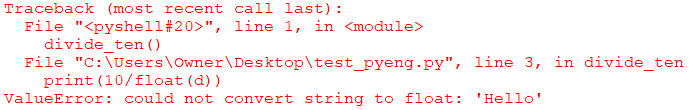 Traceback (most recent call last):
  File "<pyshell#20>", line 1, in <module>
    divide_ten()
  File "C:\Users\Owner\Desktop\test_pyeng.py", line 3, in divide_ten
    print(10/float(d))
ValueError: could not convert string to float: 'Hello'